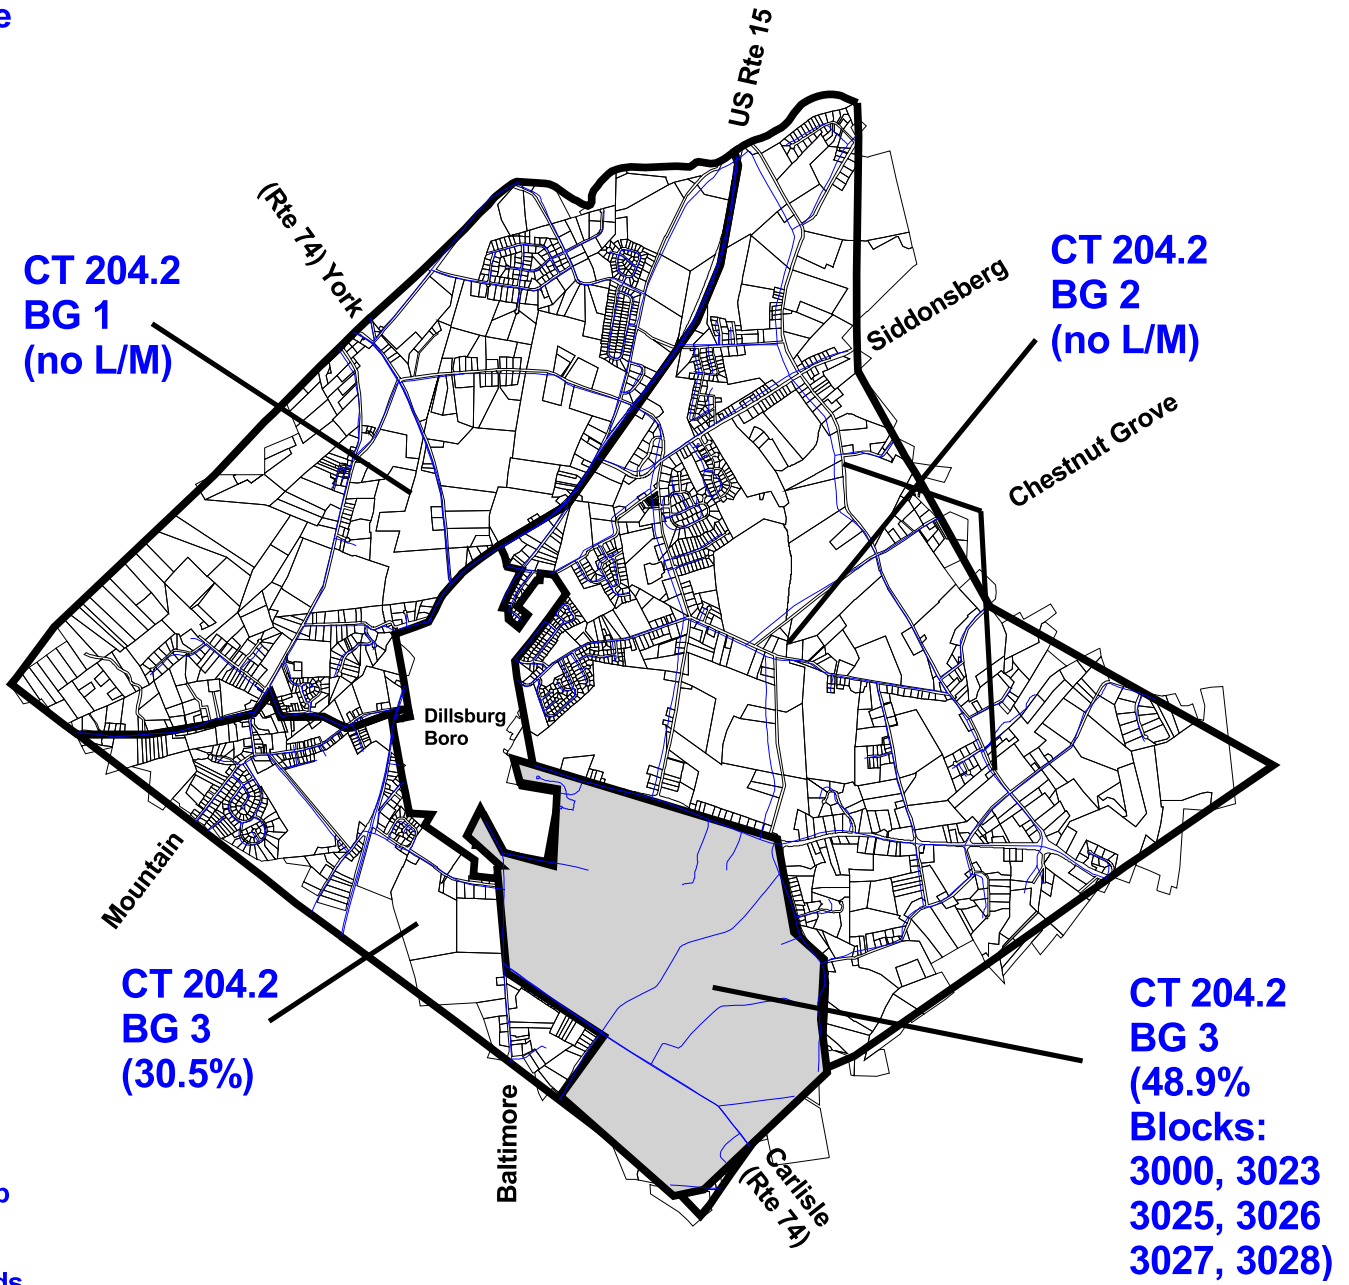 US Rte 15
(Rte 74) York
CT 204.2
BG 1
(no L/M)
CT 204.2
BG 2
(no L/M)
Siddonsberg
Chestnut Grove
Dillsburg
Boro
Mountain
CT 204.2
BG 3
(30.5%)
Baltimore
Carlisle
(Rte 74)
CT 204.2
BG 3
(48.9%
Blocks:
3000, 3023
3025, 3026
3027, 3028)